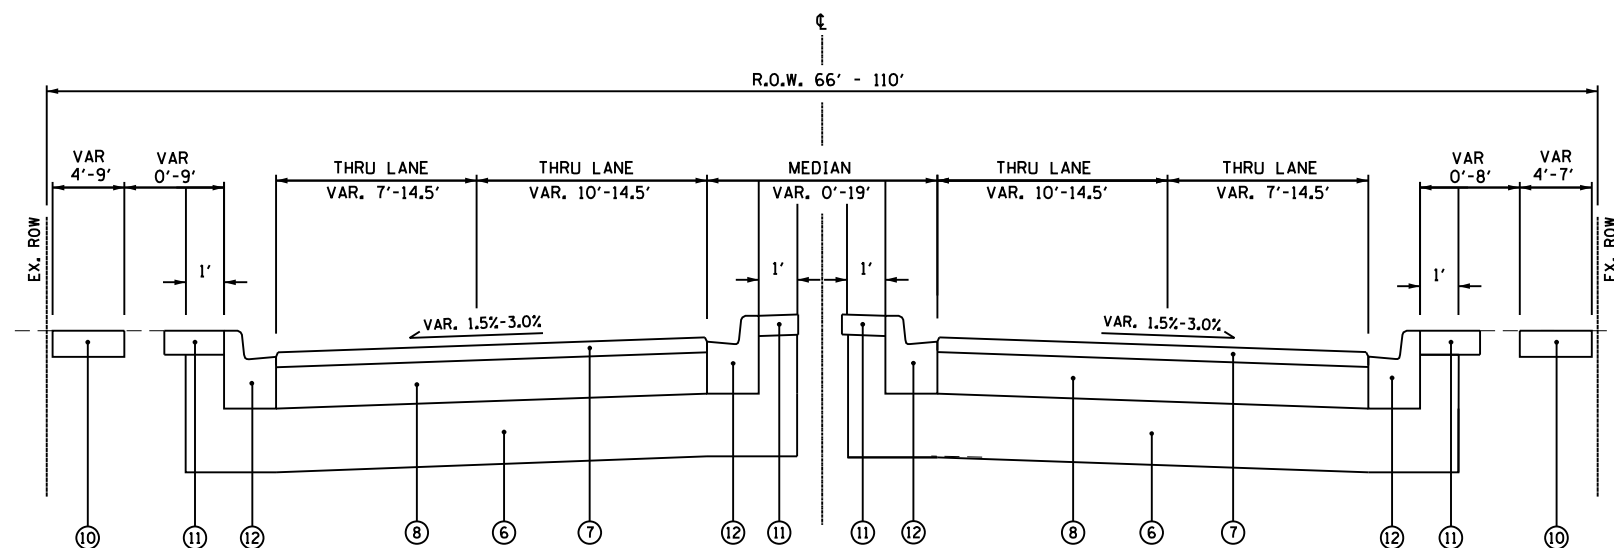 ℄
R.O.W. 66' - 110'
VAR 4'-9'
VAR 0'-9'
THRU LANE
VAR. 7'-14.5'
THRU LANE
VAR. 10'-14.5'
MEDIAN
VAR. 0'-19'
THRU LANE
VAR. 10'-14.5'
THRU LANE
VAR. 7'-14.5'
VAR 0'-8'
VAR 4'-7'
EX. ROW
EX. ROW
1'
1'
1'
1'
VAR. 1.5%-3.0%
VAR. 1.5%-3.0%
10 11 12 8 6 7 12 11 11 12 8 6 7 12 11 10